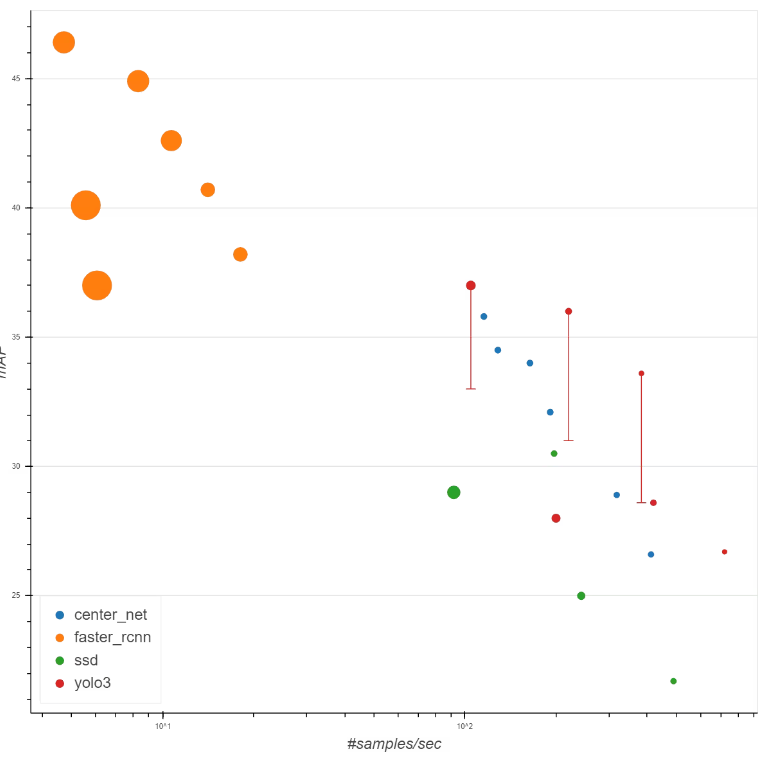 45
40
35
30
25
mAP
center_net
faster_rcnn
ssd
yolo3
10^1
10^2
#samples/sec